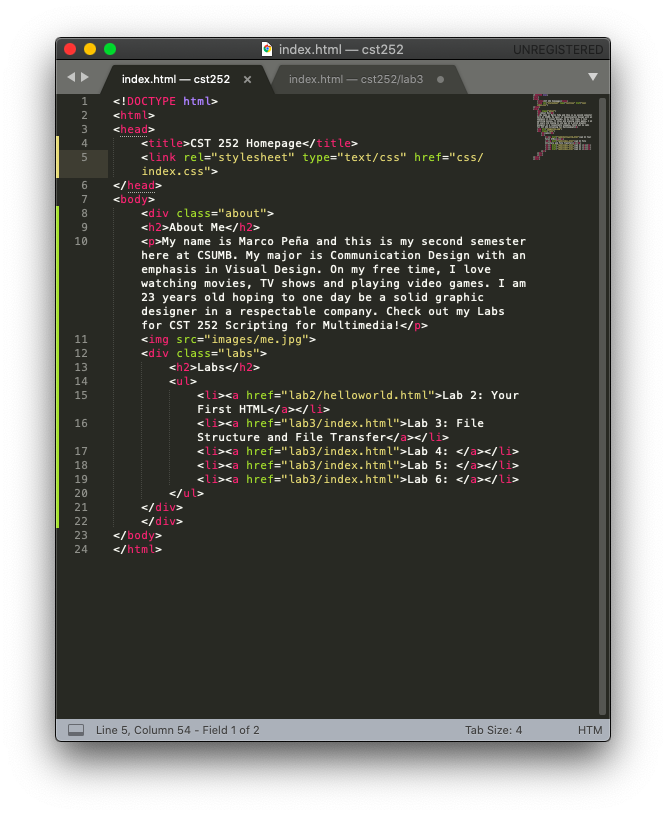 index.html — cst252
UNREGISTERED
index.html — cst252 ×
index.html — cst252/lab3
1 <!DOCTYPE html>
2 <html>
3 <head>
4 <title>CST 252 Homepage</title>
5 <link rel="stylesheet" type="text/css" href="css/
index.css">
6 </head>
7 <body>
8 <div class="about">
9 <h2>About Me</h2>
10 <p>My name is Marco Peña and this is my second semester
here at CSUMB. My major is Communication Design with an
emphasis in Visual Design. On my free time, I love
watching movies, TV shows and playing video games. I am
23 years old hoping to one day be a solid graphic
designer in a respectable company. Check out my Labs
for CST 252 Scripting for Multimedia!</p>
11 <img src="images/me.jpg">
12 <div class="labs">
13 <h2>Labs</h2>
14 <ul>
15 <li><a href="lab2/helloworld.html">Lab 2: Your
First HTML</a></li>
16 <li><a href="lab3/index.html">Lab 3: File
Structure and File Transfer</a></li>
17 <li><a href="lab3/index.html">Lab 4: </a></li>
18 <li><a href="lab3/index.html">Lab 5: </a></li>
19 <li><a href="lab3/index.html">Lab 6: </a></li>
20 </ul>
21 </div>
22 </div>
23 </body>
24 </html>
Line 5, Column 54 - Field 1 of 2
Tab Size: 4
HTM